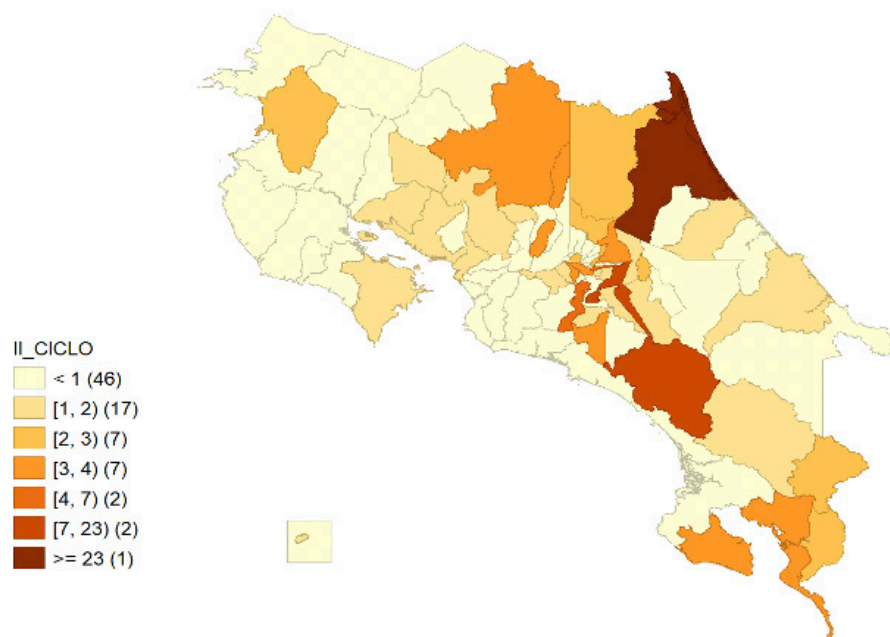 II_CICLO
< 1 (46)
[1, 2) (17)
[2, 3) (7)
[3, 4) (7)
[4, 7) (2)
[7, 23) (2)
>= 23 (1)